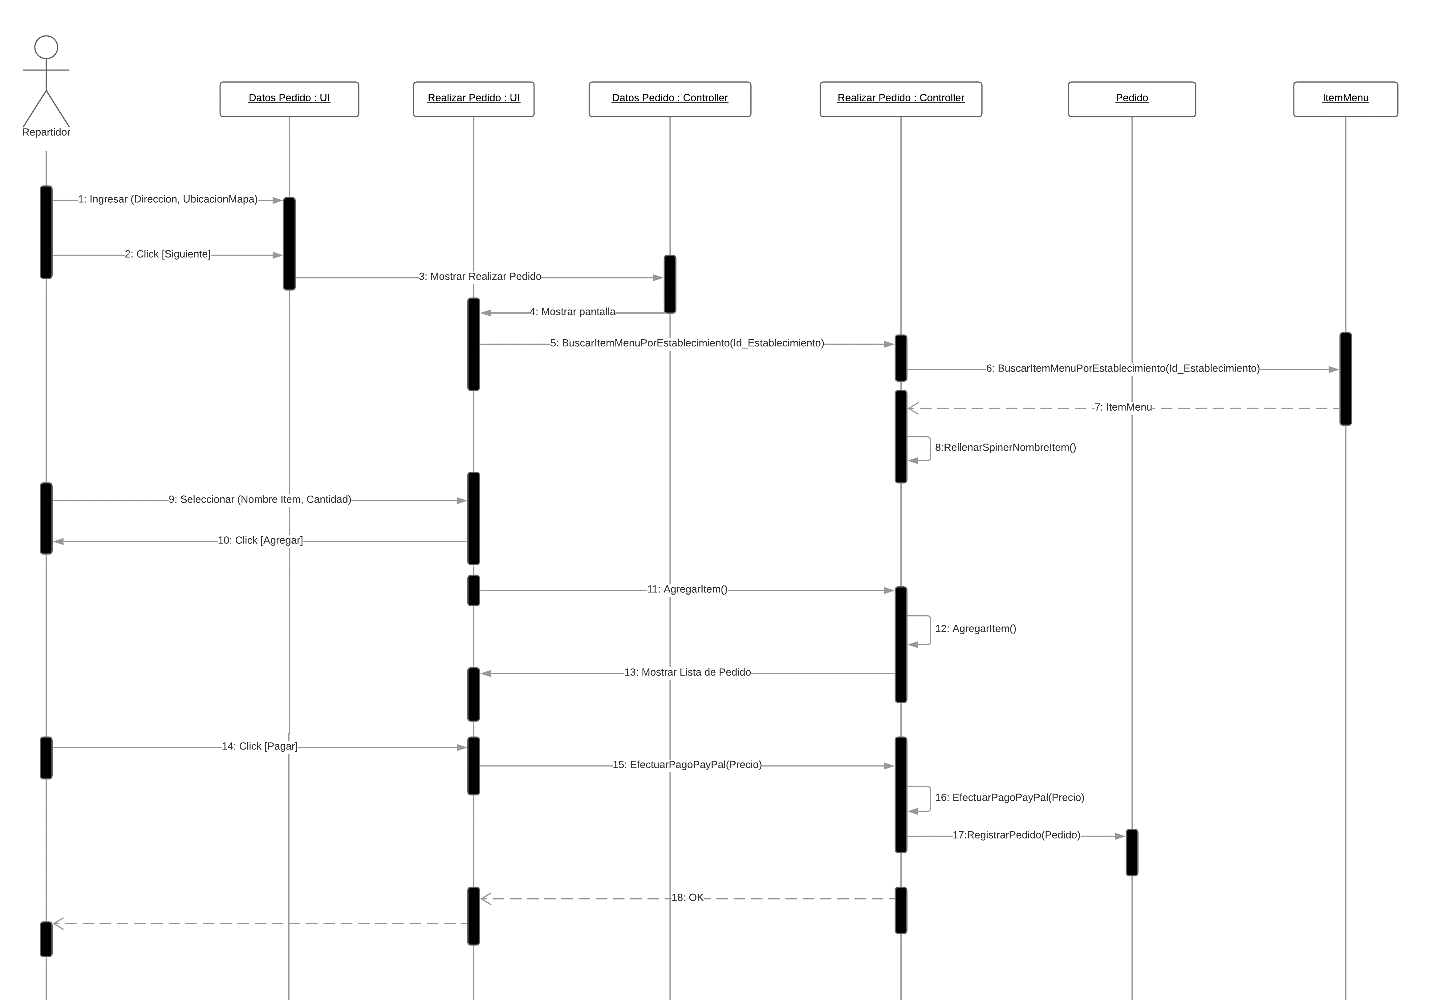 Repartidor
Datos Pedido : UI
Realizar Pedido : UI
Datos Pedido : Controller
Realizar Pedido : Controller
Pedido
ItemMenu
1: Ingresar (Direccion, UbicacionMapa)
2: Click [Siguiente]
3: Mostrar Realizar Pedido
4: Mostrar pantalla
5: BuscarItemMenuPorEstablecimiento(Id_Establecimiento)
6: BuscarItemMenuPorEstablecimiento(Id_Establecimiento)
7: ItemMenu
8:RellenarSpinerNombreItem()
9: Seleccionar (Nombre Item, Cantidad)
10: Click [Agregar]
11: AgregarItem()
12: AgregarItem()
13: Mostrar Lista de Pedido
14: Click [Pagar]
15: EfectuarPagoPayPal(Precio)
16: EfectuarPagoPayPal(Precio)
17:RegistrarPedido(Pedido)
18: OK